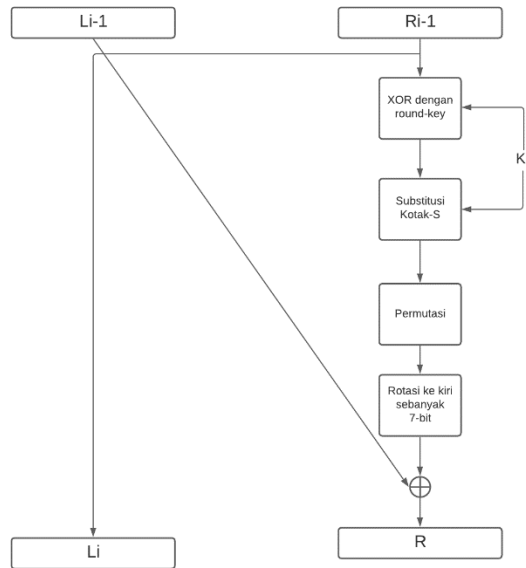 Li-1
Ri-1
XOR dengan
round-key
K
Substitusi
Kotak-S
Permutasi
Rotasi ke kiri
sebanyak
7-bit
Li
R